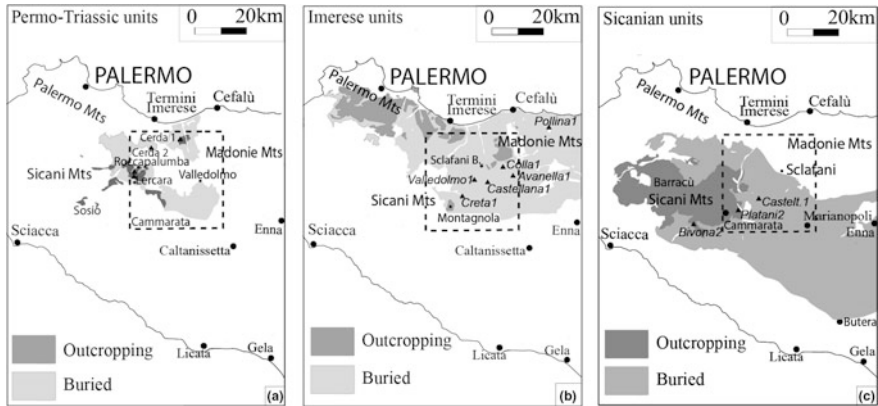 Permo-Triassic units
0 20km
PALERMO
Palermo Mts
Termini
Imerese
Cefalù
Cerda 1
Cerda 2
Madonie Mts
Roccapalumba
Lercara
Valledolmo
Sicani Mts
Sosio
Cammarata
Enna
Sciacca
Caltanissetta
Outcropping
Licata
Gela
Buried
(a)
Imerese units
0 20km
Palermo Mts
PALERMO
Termini
Imerese
Cefalù
Pollina1
Madonie Mts
Sclafani B.
Colla1
Avanella1
Valledolmo1
Castellana1
Creta1
Sicani Mts
Montagnola
Enna
Sciacca
Caltanissetta
Outcropping
Licata
Gela
Buried
(b)
Sicanian units
0 20km
PALERMO
Palermo Mts
Termini
Imerese
Cefalù
Madonie Mts
Sclafani
Barracù
Sicani Mts
Castelt.1
Platani2
Marianopoli
Cammarata
Bivona2
Enna
Sciacca
Butera
Outcropping
Licata
Gela
Buried
(c)